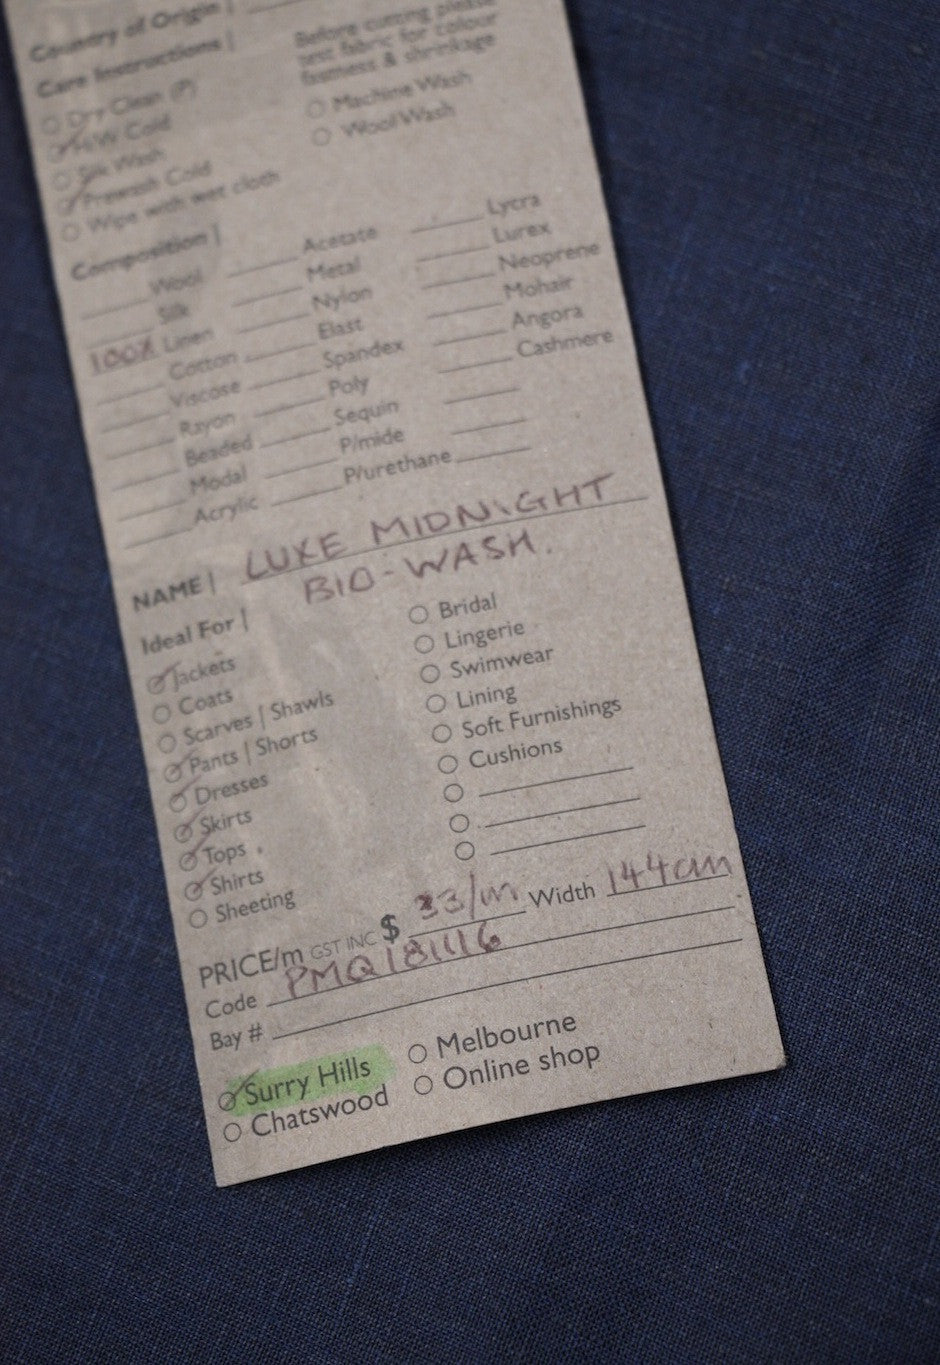 Country of Origin |
Care Instructions |
Before cutting please
test fabric for colour
fastness & shrinkage
Dry Clean (P)
H/W Cold
Silk Wash
Prewash Cold
Wipe with wet cloth
Machine Wash
Wool Wash
Composition |
Wool
Silk
100% Linen
Cotton
Viscose
Rayon
Beaded
Modal
Acrylic
Acetate
Metal
Nylon
Elast
Spandex
Poly
Sequin
P/mide
P/urethane
Lycra
Lurex
Neoprene
Mohair
Angora
Cashmere
NAME | LUXE MIDNIGHT
BIO-WASH.
Ideal For |
Jackets
Coats
Scarves | Shawls
Pants | Shorts
Dresses
Skirts
Tops
Shirts
Sheeting
Bridal
Lingerie
Swimwear
Lining
Soft Furnishings
Cushions
PRICE/m GST INC $ 33/m Width 144cm
Code PMQ181116
Bay #
Surry Hills
Chatswood
Melbourne
Online shop